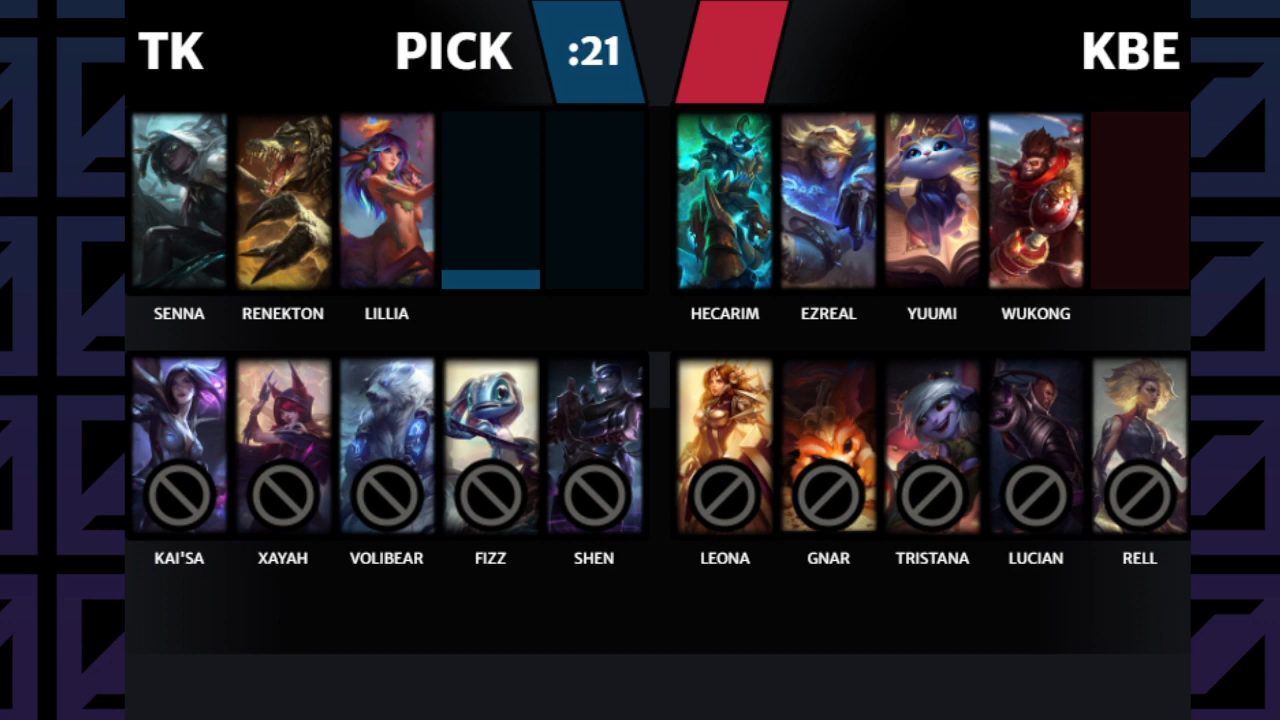 TK PICK :21 KBE
SENNA RENEKTON LILLIA HECARIM EZREAL YUUMI WUKONG
KAI'SA XAYAH VOLIBEAR FIZZ SHEN LEONA GNAR TRISTANA LUCIAN RELL